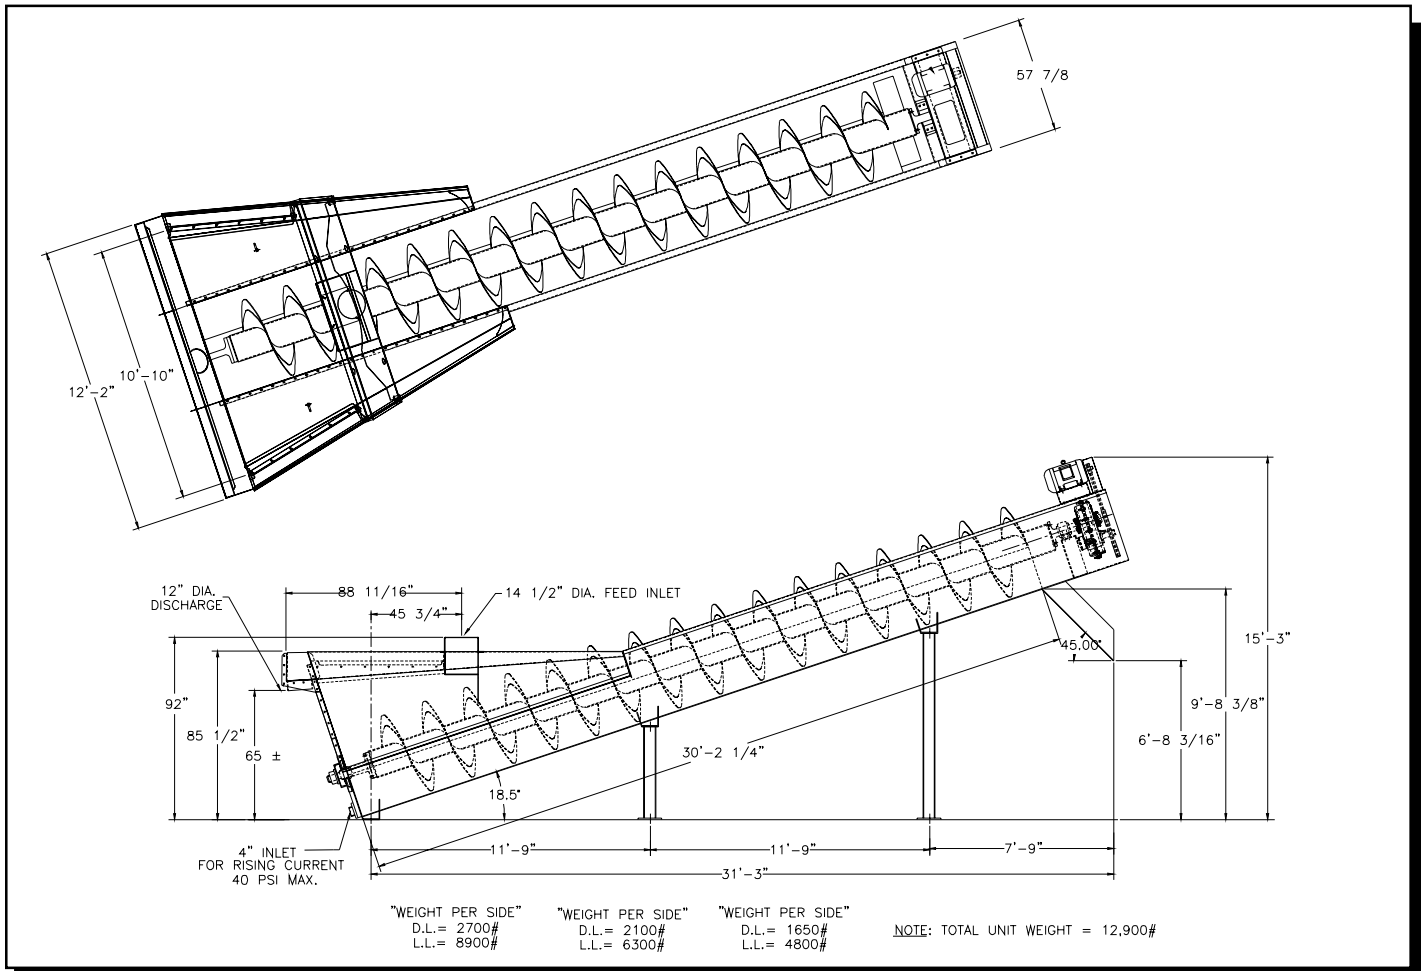 57 7/8
10'-10"
12'-2"
12" DIA.
DISCHARGE
88 11/16"
14 1/2" DIA. FEED INLET
45 3/4"
15'-3"
45.00°
92"
9'-8 3/8"
85 1/2"
6'-8 3/16"
65 ±
30'-2 1/4"
18.5°
4" INLET
FOR RISING CURRENT
40 PSI MAX.
11'-9"
11'-9"
7'-9"
31'-3"
"WEIGHT PER SIDE"
D.L.= 2700#
L.L.= 8900#
"WEIGHT PER SIDE"
D.L.= 2100#
L.L.= 6300#
"WEIGHT PER SIDE"
D.L.= 1650#
L.L.= 4800#
NOTE: TOTAL UNIT WEIGHT = 12,900#